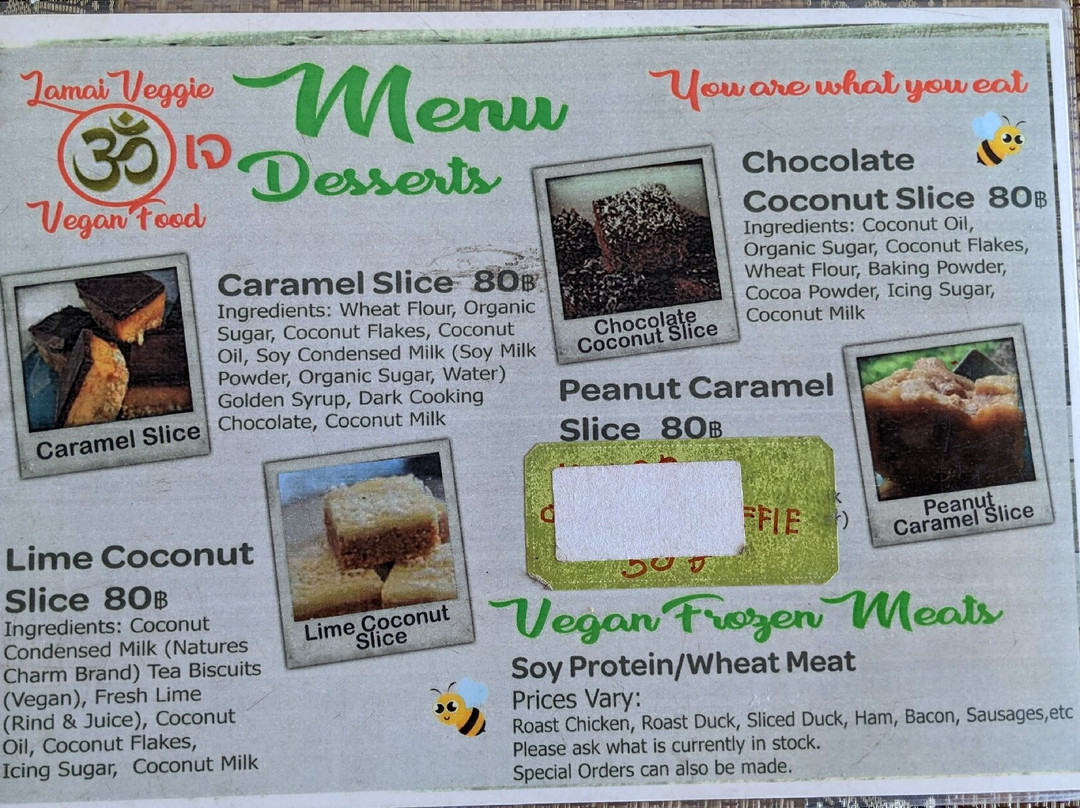 Lamai Veggie
ॐ
เจ
Vegan Food
Menu
Desserts
You are what you eat
Caramel Slice
Caramel Slice 80฿
Ingredients: Wheat Flour, Organic
Sugar, Coconut Flakes, Coconut
Oil, Soy Condensed Milk (Soy Milk
Powder, Organic Sugar, Water)
Golden Syrup, Dark Cooking
Chocolate, Coconut Milk
Chocolate
Coconut Slice
Chocolate
Coconut Slice 80฿
Ingredients: Coconut Oil,
Organic Sugar, Coconut Flakes,
Wheat Flour, Baking Powder,
Cocoa Powder, Icing Sugar,
Coconut Milk
Peanut Caramel
Slice 80฿
Peanut
Caramel Slice
Lime Coconut
Slice 80฿
Ingredients: Coconut
Condensed Milk (Natures
Charm Brand) Tea Biscuits
(Vegan), Fresh Lime
(Rind & Juice), Coconut
Oil, Coconut Flakes,
Icing Sugar, Coconut Milk
Lime Coconut
Slice
Vegan Frozen Meats
Soy Protein/Wheat Meat
Prices Vary:
Roast Chicken, Roast Duck, Sliced Duck, Ham, Bacon, Sausages,etc
Please ask what is currently in stock.
Special Orders can also be made.